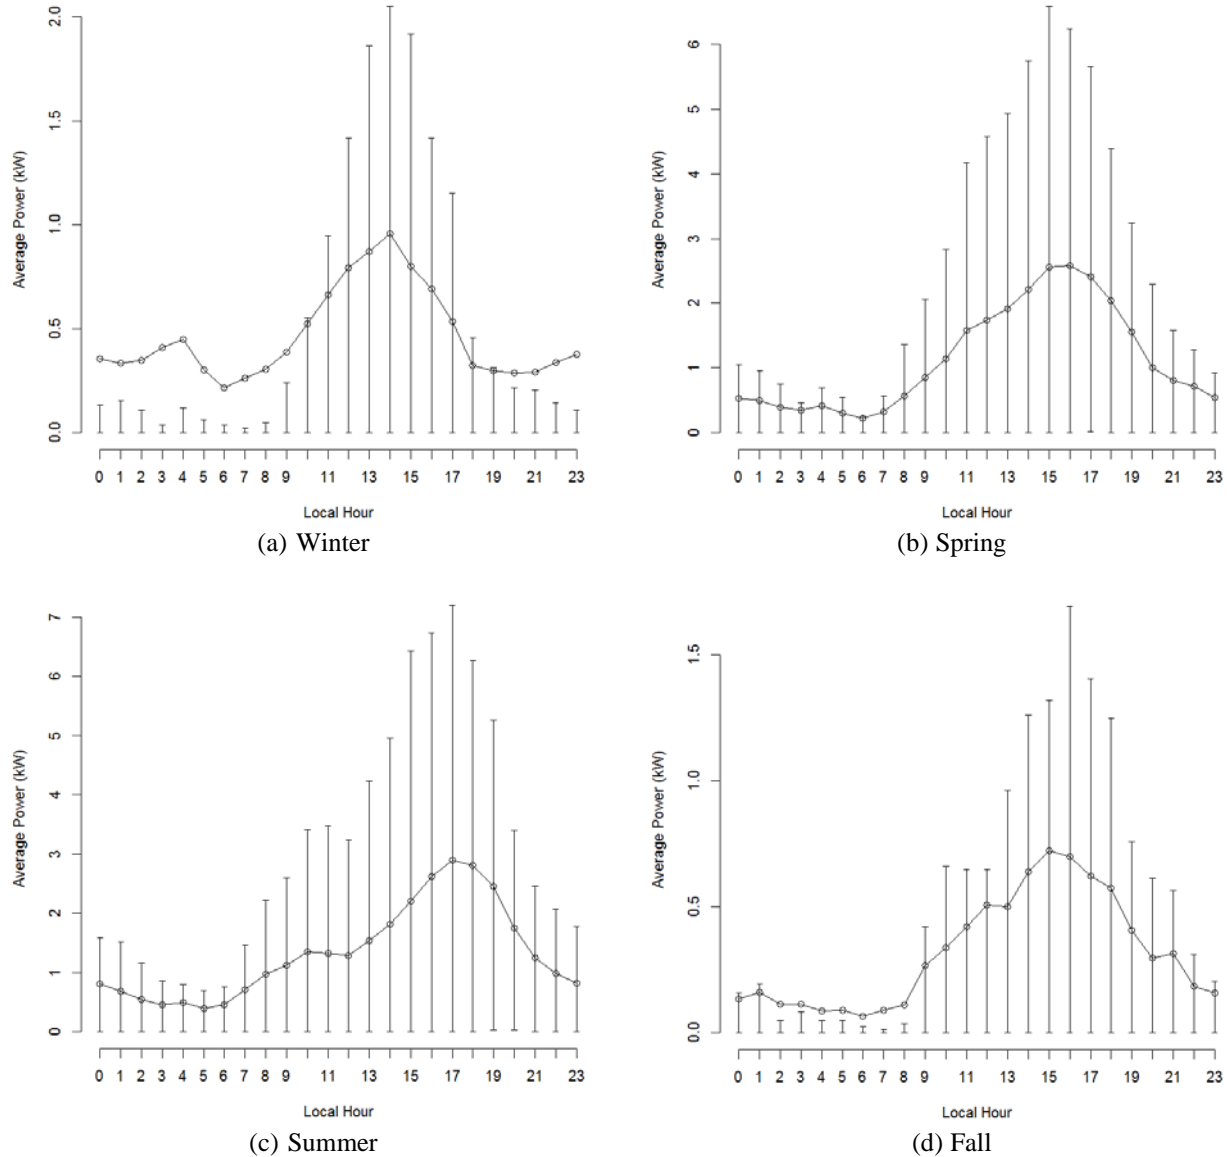 Average Power (kW)
0.0 0.5 1.0 1.5 2.0
0 1 2 3 4 5 6 7 8 9 11 13 15 17 19 21 23
Local Hour
(a) Winter
Average Power (kW)
0 1 2 3 4 5 6
0 1 2 3 4 5 6 7 8 9 11 13 15 17 19 21 23
Local Hour
(b) Spring
Average Power (kW)
0 1 2 3 4 5 6 7
0 1 2 3 4 5 6 7 8 9 11 13 15 17 19 21 23
Local Hour
(c) Summer
Average Power (kW)
0.0 0.5 1.0 1.5
0 1 2 3 4 5 6 7 8 9 11 13 15 17 19 21 23
Local Hour
(d) Fall